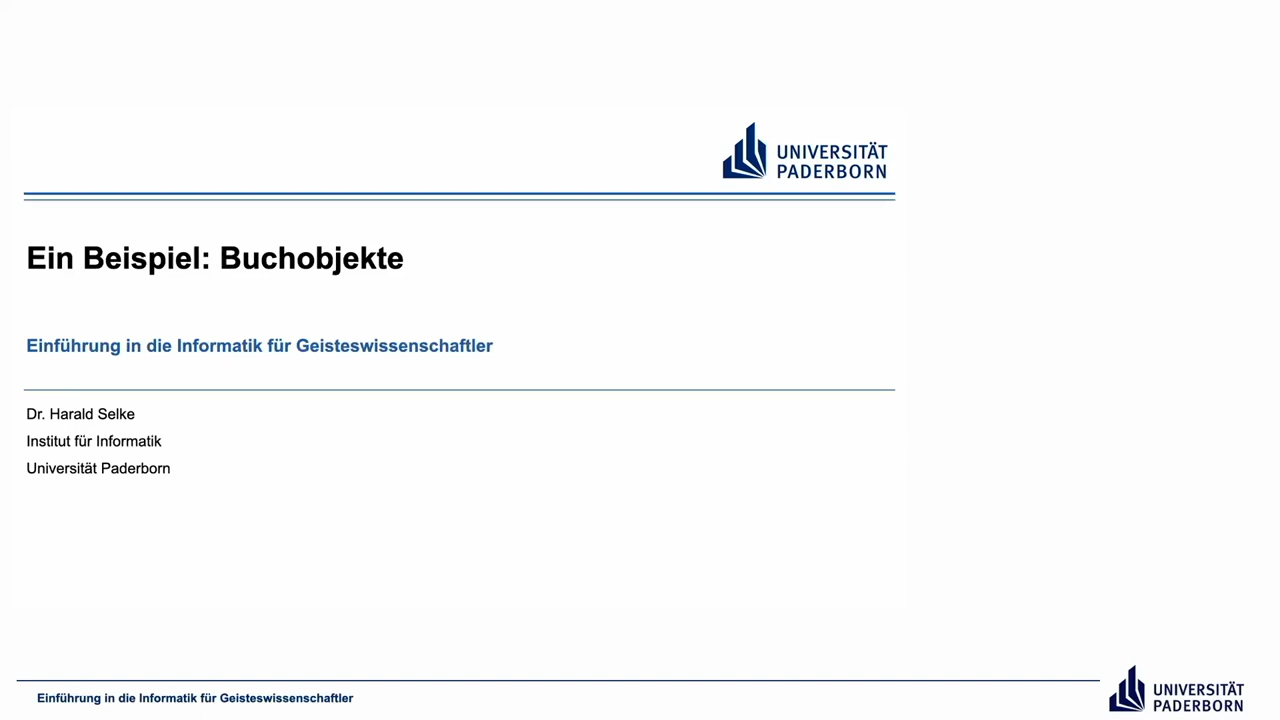 UNIVERSITÄT
PADERBORN
Ein Beispiel: Buchobjekte
Einführung in die Informatik für Geisteswissenschaftler
Dr. Harald Selke
Institut für Informatik
Universität Paderborn
Einführung in die Informatik für Geisteswissenschaftler
UNIVERSITÄT
PADERBORN